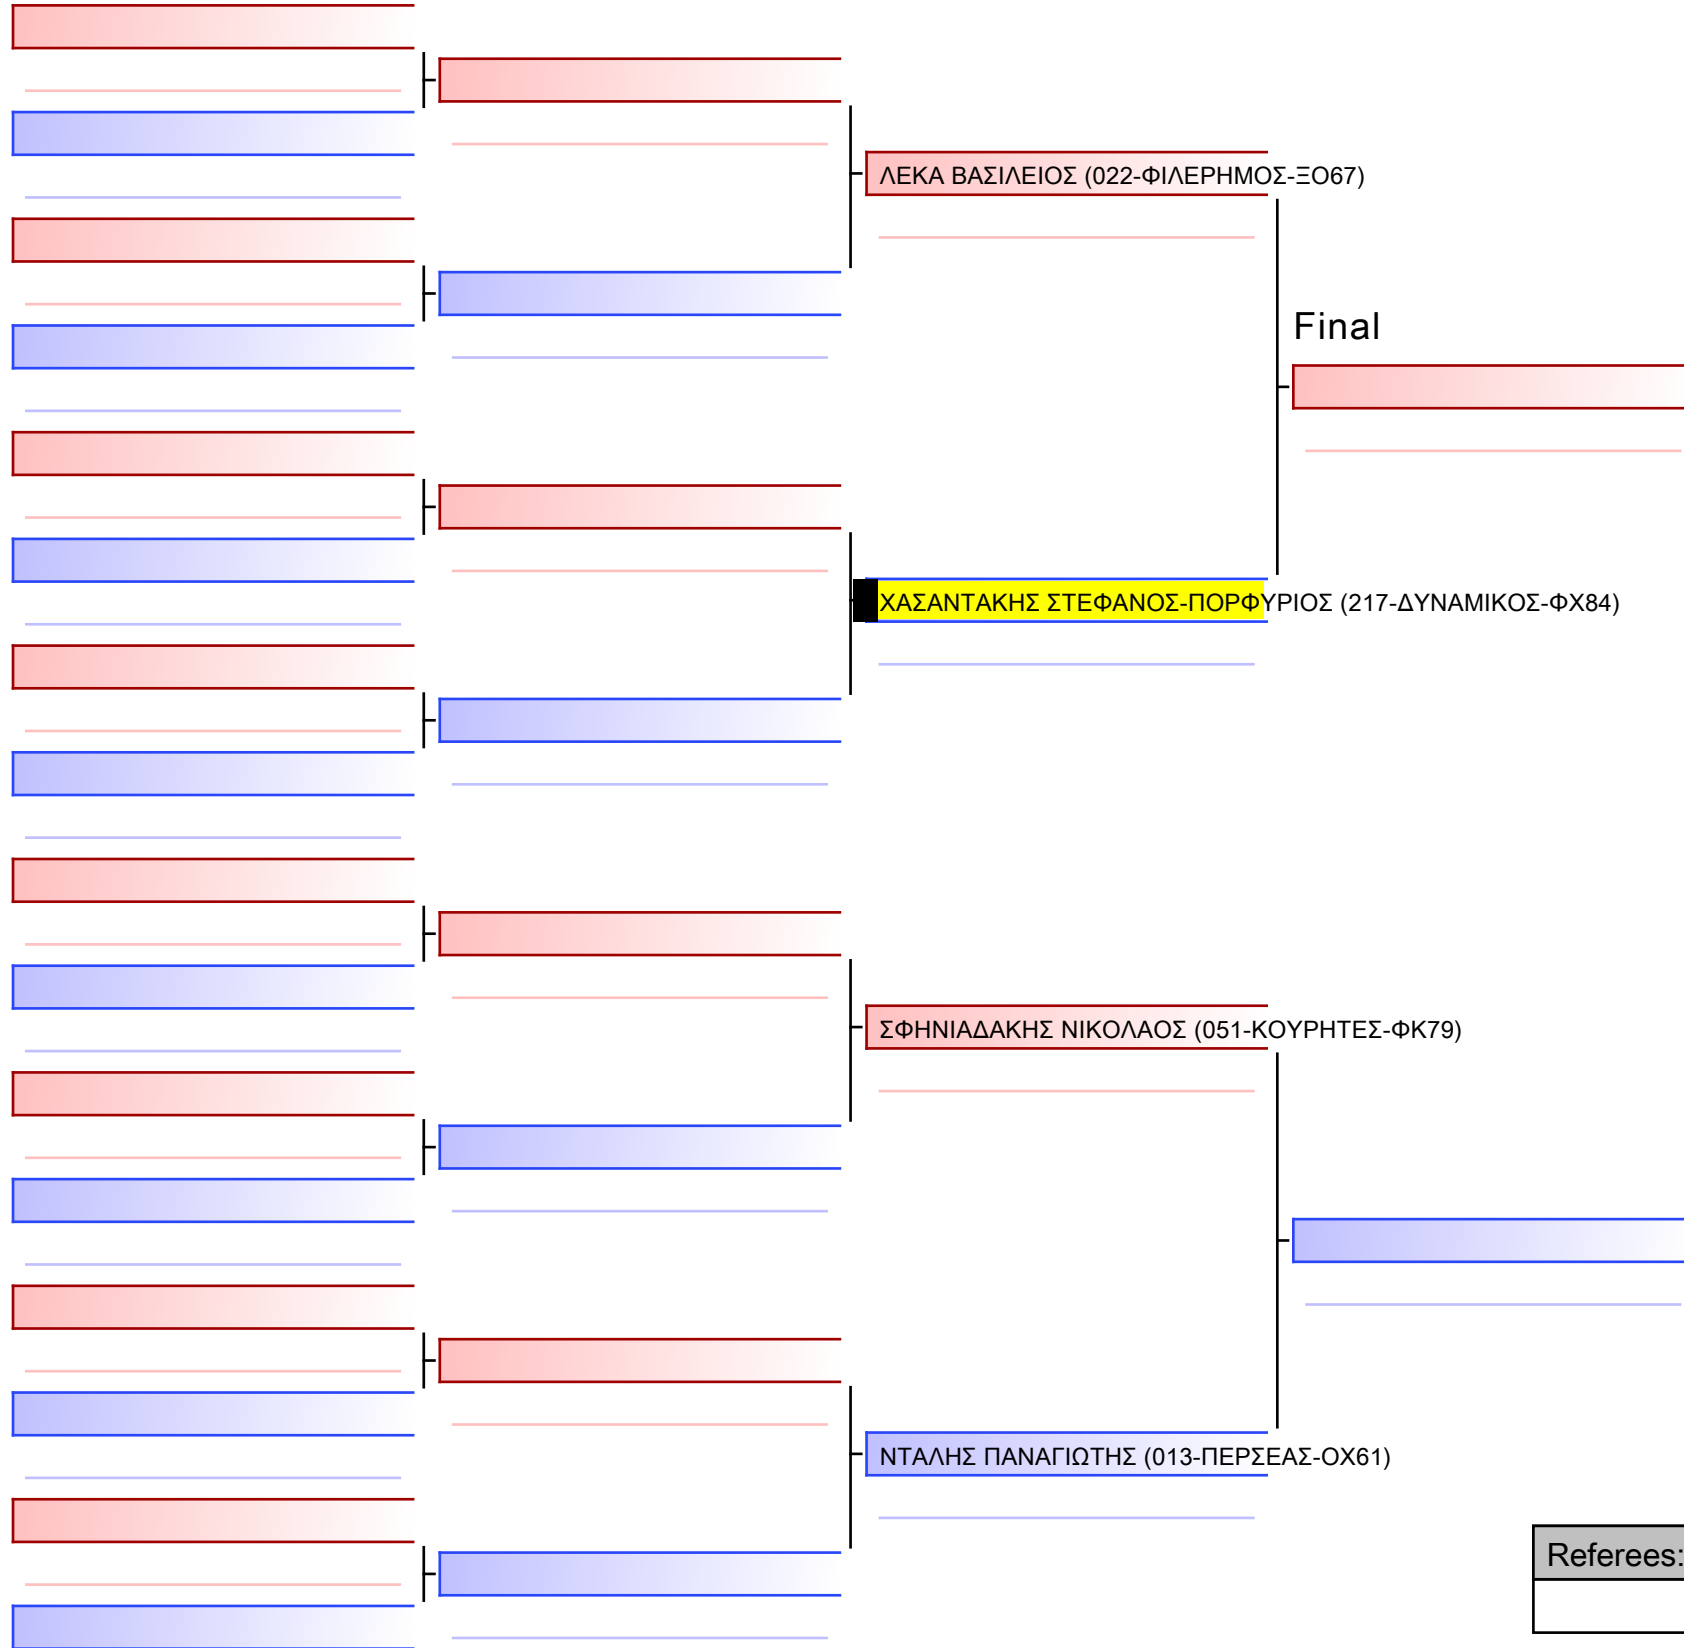 ΛΕΚΑ ΒΑΣΙΛΕΙΟΣ (022-ΦΙΛΕΡΗΜΟΣ-ΞΟ67)
Final
ΧΑΣΑΝΤΑΚΗΣ ΣΤΕΦΑΝΟΣ-ΠΟΡΦΥΡΙΟΣ (217-ΔΥΝΑΜΙΚΟΣ-ΦΧ84)
ΣΦΗΝΙΑΔΑΚΗΣ ΝΙΚΟΛΑΟΣ (051-ΚΟΥΡΗΤΕΣ-ΦΚ79)
ΝΤΑΛΗΣ ΠΑΝΑΓΙΩΤΗΣ (013-ΠΕΡΣΕΑΣ-ΟΧ61)
Referees: